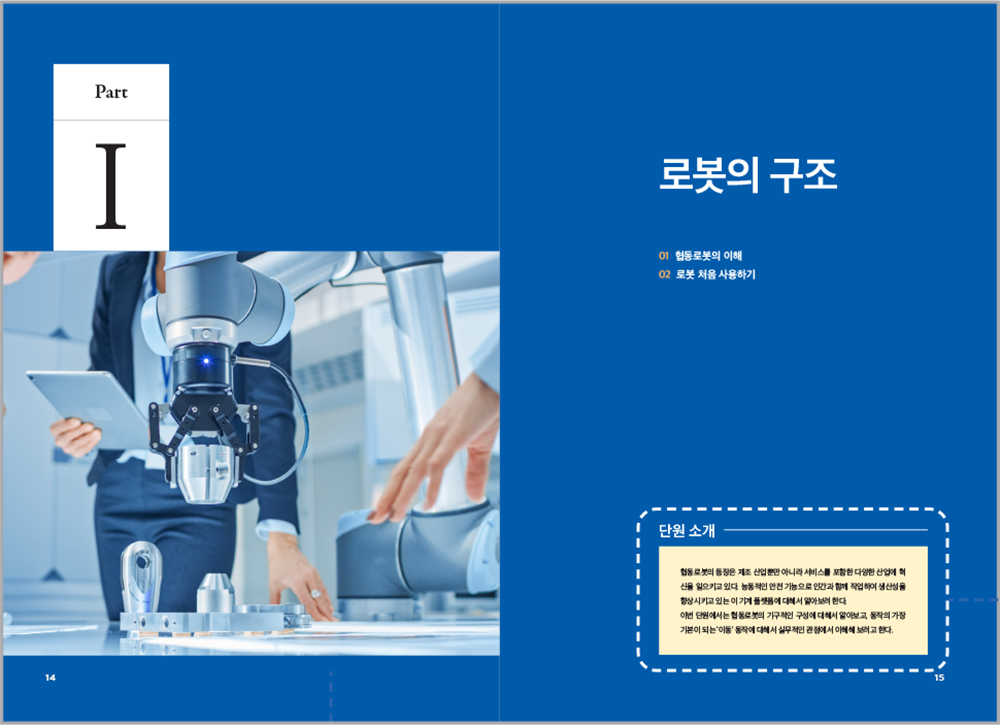 Part
I
14
로봇의 구조
01 협동로봇의 이해
02 로봇 처음 사용하기
단원 소개
협동로봇의 등장은 제조 산업뿐만 아니라 서비스를 포함한 다양한 산업에 혁
신을 일으키고 있다. 능동적인 안전 기능으로 인간과 함께 작업하여 생산성을
향상시키고 있는 이 기계 플랫폼에 대해서 알아보려 한다.
이번 단원에서는 협동로봇의 기구적인 구성에 대해서 알아보고, 동작의 가장
기본이 되는 '이동' 동작에 대해서 실무적인 관점에서 이해해 보려고 한다.
15